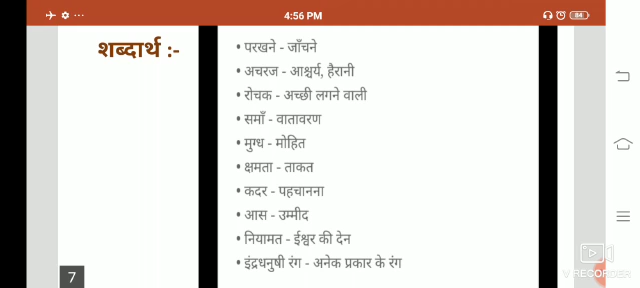 4:56 PM
84
शब्दार्थ :-
• परखने - जाँचने
• अचरज - आश्चर्य, हैरानी
• रोचक - अच्छी लगने वाली
• समाँ - वातावरण
• मुग्ध - मोहित
• क्षमता - ताकत
• कदर - पहचानना
• आस - उम्मीद
• नियामत - ईश्वर की देन
• इंद्रधनुषी रंग - अनेक प्रकार के रंग
7
V RECORDER